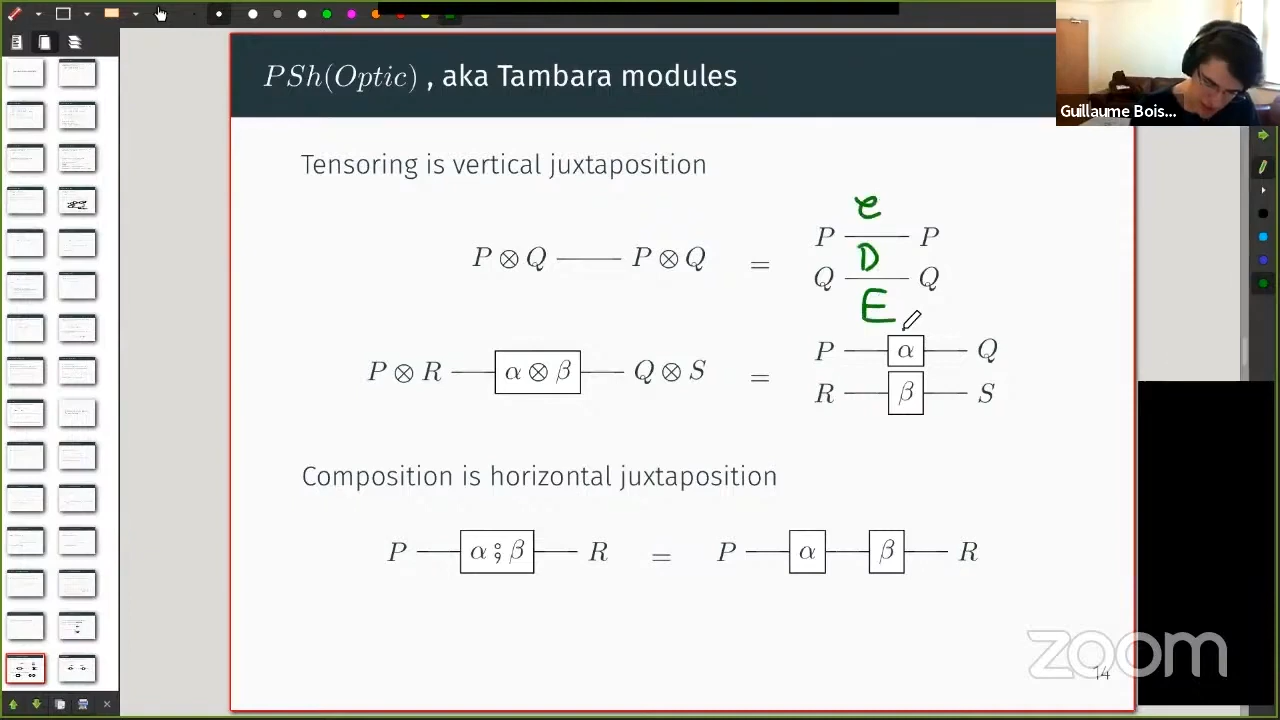 PSh(Optic) , aka Tambara modules
Guillaume Bois...
Tensoring is vertical juxtaposition
e
P ⊗ Q P ⊗ Q = P P
D
Q Q
E
P ⊗ R α ⊗ β Q ⊗ S = P α Q
R β S
Composition is horizontal juxtaposition
P α ⨾ β R = P α β R
zoom
14